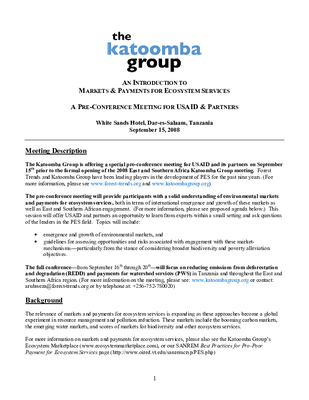 the
katoomba
group
AN INTRODUCTION TO
MARKETS & PAYMENTS FOR ECOSYSTEM SERVICES
A PRE-CONFERENCE MEETING FOR USAID & PARTNERS
White Sands Hotel, Dar-es-Salaam, Tanzania
September 15, 2008
Meeting Description
The Katoomba Group is offering a special pre-conference meeting for USAID and its partners on September
15th prior to the formal opening of the 2008 East and Southern Africa Katoomba Group meeting. Forest
Trends and Katoomba Group have been leading players in the development of PES for the past nine years. (For
more information, please see www.forest-trends.org and www.katoombagroup.org)
The pre-conference meeting will provide participants with a solid understanding of environmental markets
and payments for ecosystem services, both in terms of international emergence and growth of these markets as
well as East and Southern African engagement. (For more information, please see proposed agenda below.) This
session will offer USAID and partners an opportunity to learn from experts within a small setting and ask questions
of the leaders in the PES field. Topics will include:
• emergence and growth of environmental markets, and
• guidelines for assessing opportunities and risks associated with engagement with these markets
mechanisms—particularly from the stance of considering broader biodiversity and poverty alleviation
objectives.
The full conference—from September 16th through 20th—will focus on reducing emission from deforestation
and degradation (REDD) and payments for watershed services (PWS) in Tanzania and throughout the East and
Southern Africa region. (For more information on the meeting, please see: www.katoombagroup.org or contact:
Background
The relevance of markets and payments for ecosystem services is expanding as these approaches become a global
experiment in resource management and pollution reduction. These markets include the booming carbon markets,
the emerging water markets, and scores of markets for biodiversity and other ecosystem services.
For more information on markets and payments for ecosystem services, please also see the Katoomba Group's
Ecosystem Marketplace (www.ecosystemmarketplace.com), or our SANREM Best Practices for Pro-Poor
Payment for Ecosystem Services page (http://www.oired.vt.edu/sanremcrsp/PES.php)
1